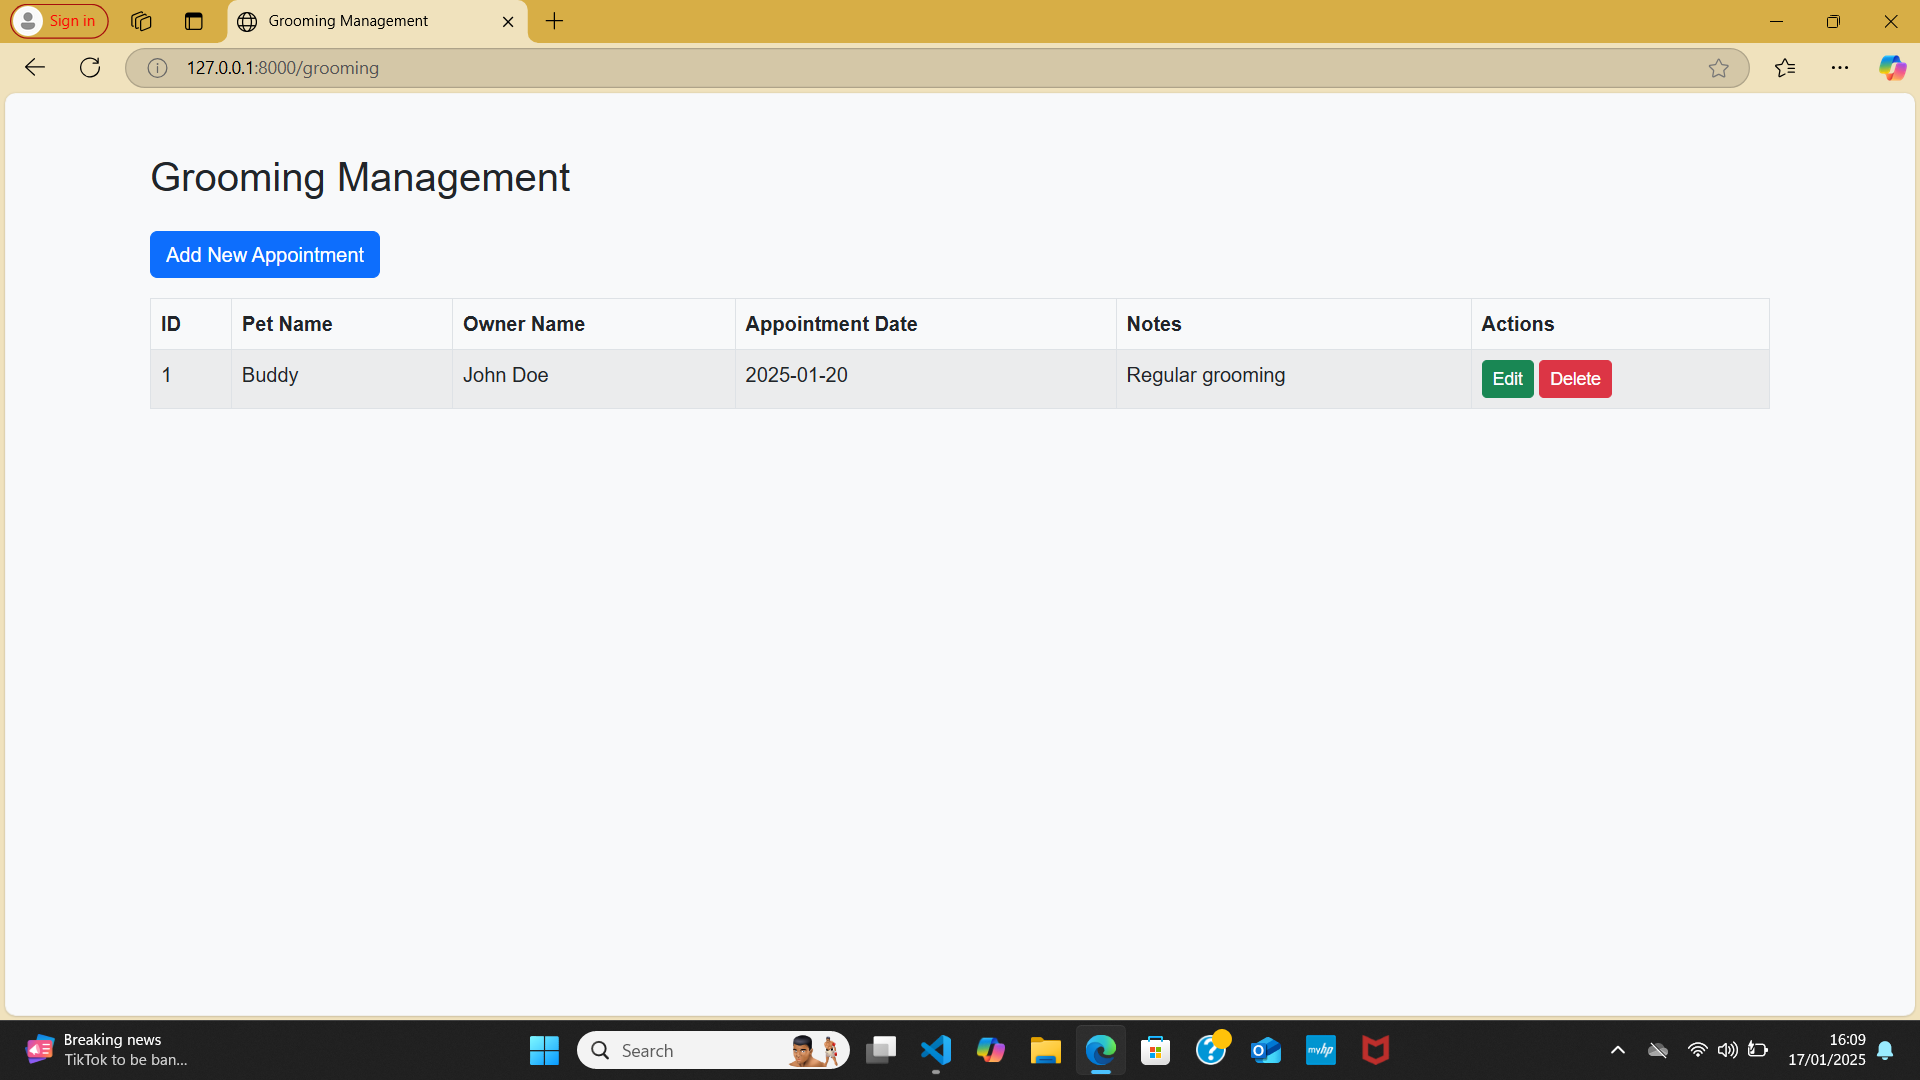 Sign in
Grooming Management
127.0.0.1:8000/grooming
Grooming Management
Add New Appointment
ID Pet Name Owner Name Appointment Date Notes Actions
1 Buddy John Doe 2025-01-20 Regular grooming Edit Delete
Breaking news
TikTok to be ban...
Search
myhp
16:09
17/01/2025